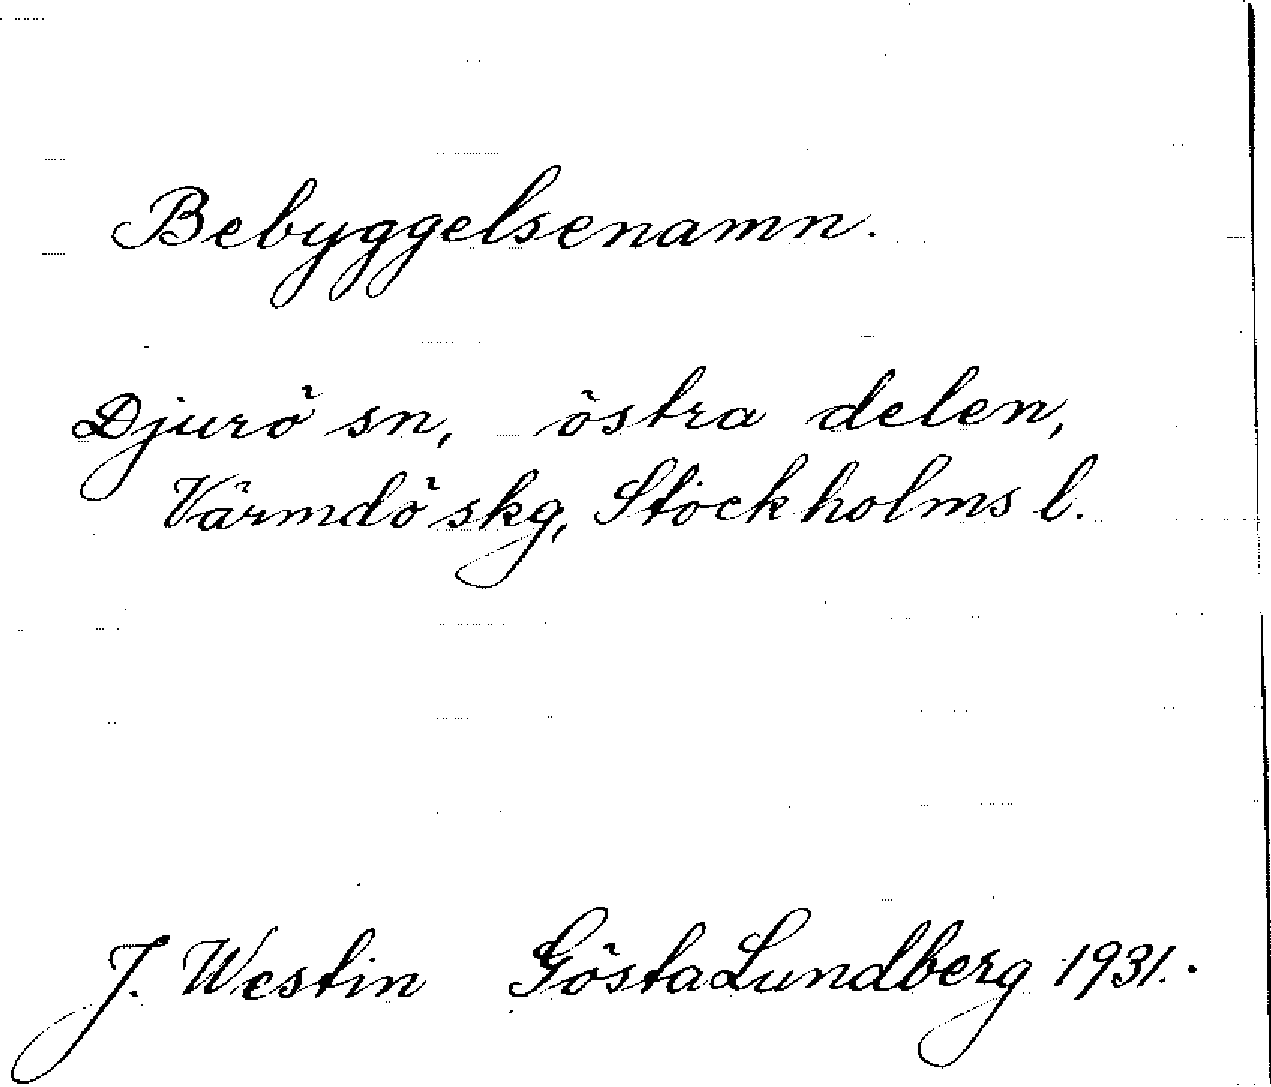 Bebyggelsenamn.
Djurö sn, östra delen,
Värmdö skg, Stockholms l.
J. Westin Gösta Lundberg 1931.